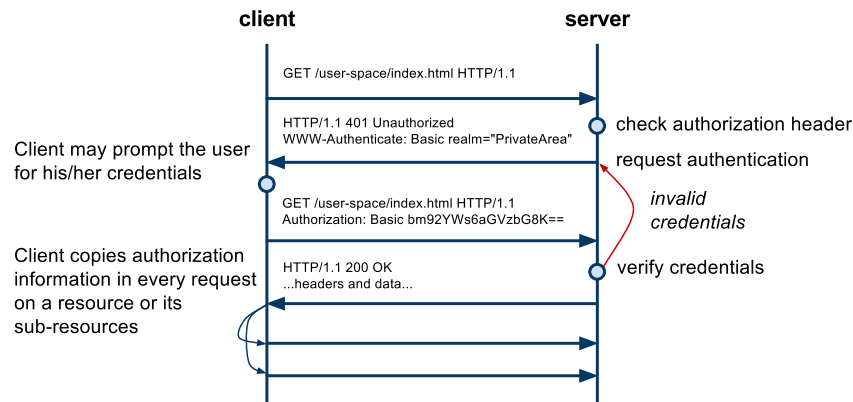 client
server
GET /user-space/index.html HTTP/1.1
HTTP/1.1 401 Unauthorized
WWW-Authenticate: Basic realm="PrivateArea"
check authorization header
request authentication
Client may prompt the user
for his/her credentials
GET /user-space/index.html HTTP/1.1
Authorization: Basic bm92YWs6aGVzbG8K==
invalid
credentials
Client copies authorization
information in every request
on a resource or its
sub-resources
HTTP/1.1 200 OK
...headers and data...
verify credentials